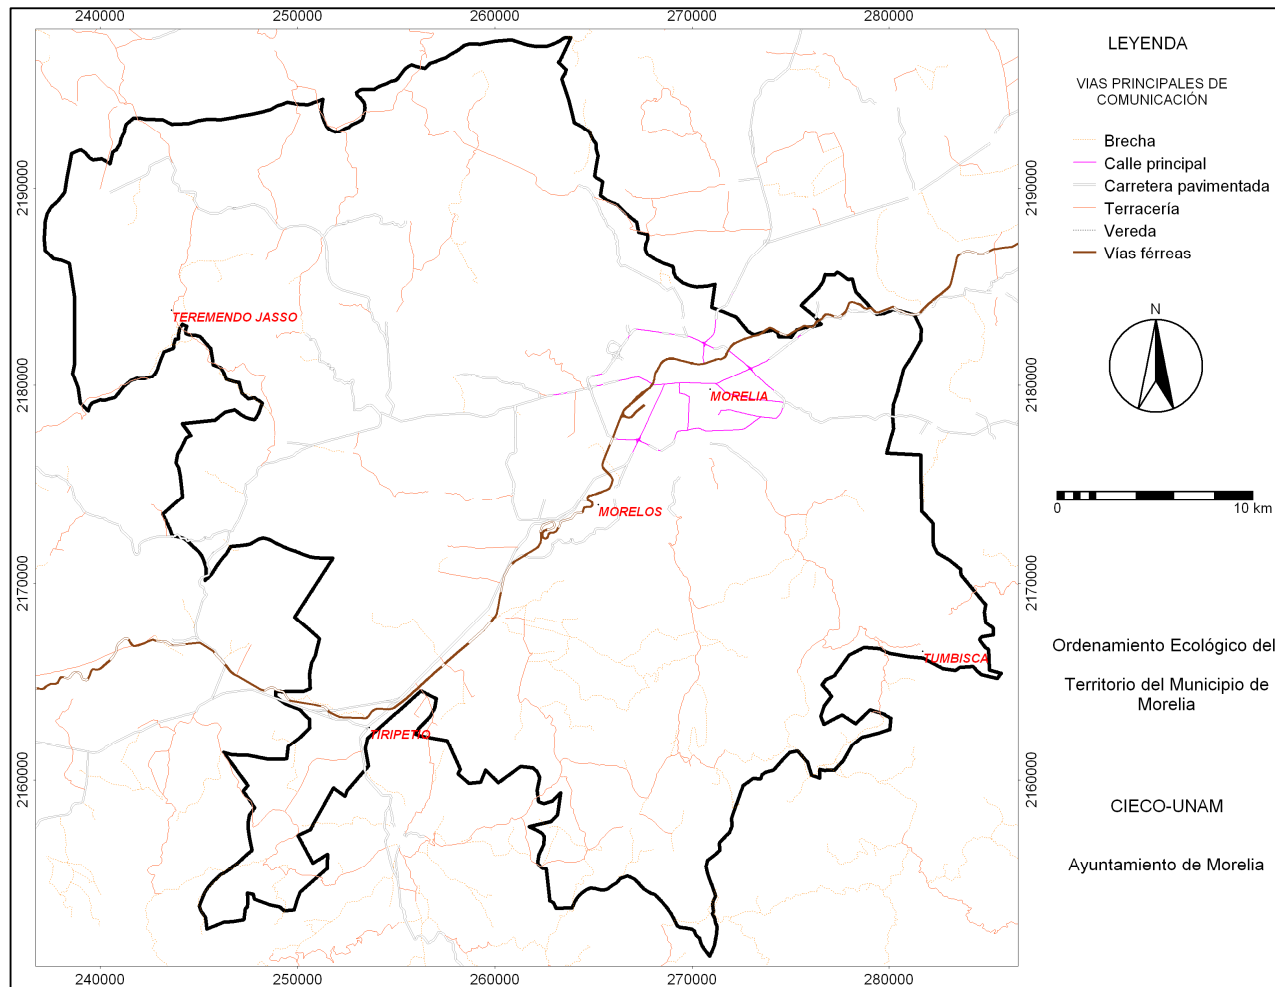 240000
250000
260000
270000
280000
LEYENDA
VIAS PRINCIPALES DE
COMUNICACIÓN
Brecha
Calle principal
Carretera pavimentada
Terracería
Vereda
Vías férreas
2190000
2190000
N
TEREMENDO JASSO
2180000
2180000
MORELIA
0
10 km
MORELOS
2170000
2170000
Ordenamiento Ecológico del
Territorio del Municipio de
Morelia
TUMBISCA
TIRIPETIO
2160000
2160000
CIECO-UNAM
Ayuntamiento de Morelia
240000
250000
260000
270000
280000